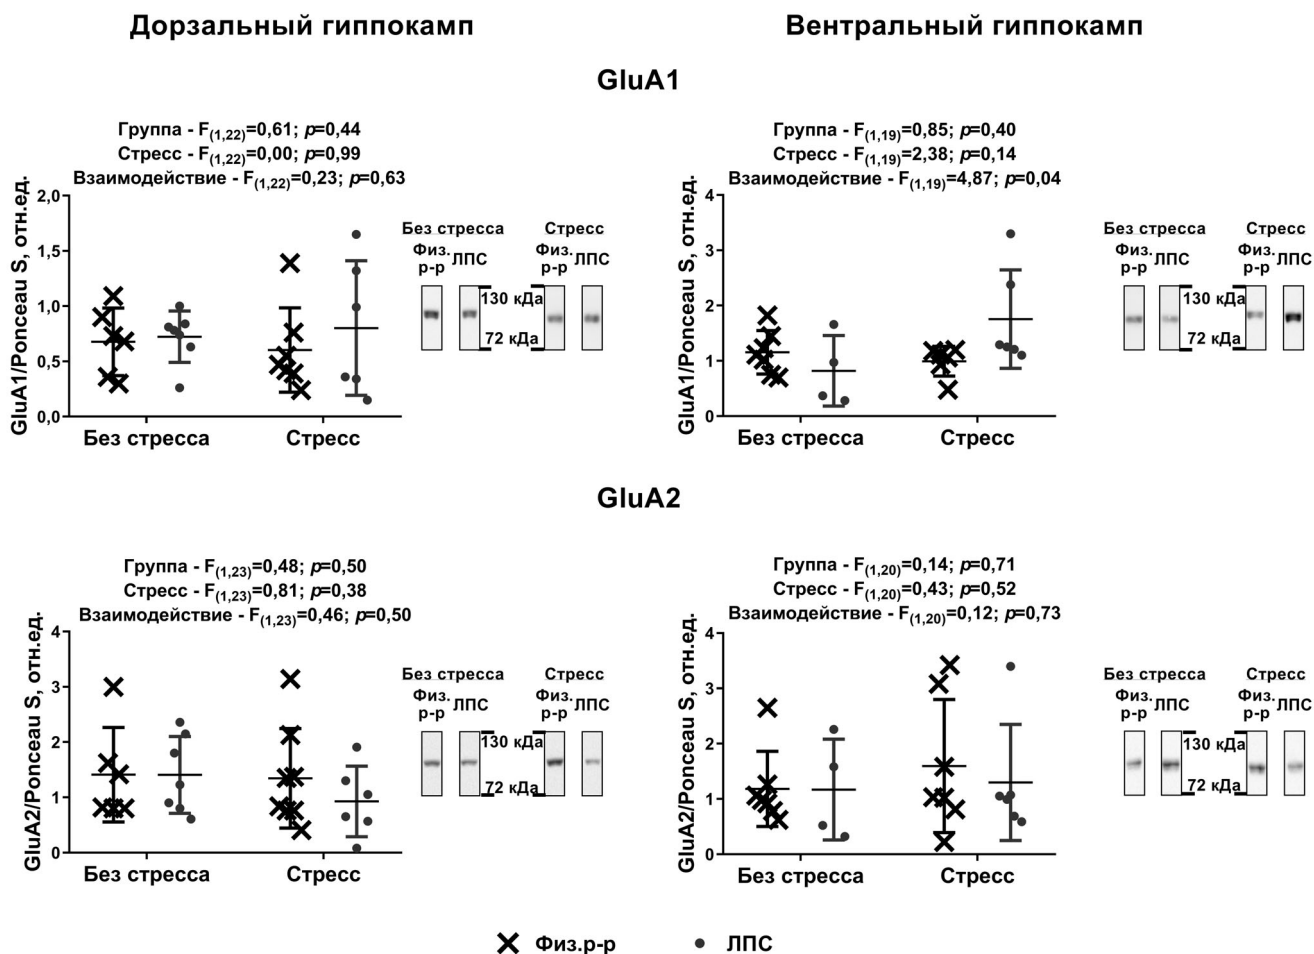 Дорзальный гиппокамп
Вентральный гиппокамп
GluA1
Группа - F(1,22)=0,61; p=0,44
Стресс - F(1,22)=0,00; p=0,99
Взаимодействие - F(1,22)=0,23; p=0,63
GluA1/Ponceau S, отн.ед.
2,0
1,5
1,0
0,5
0,0
Без стресса
Стресс
Без стресса
Стресс
Физ. р-р
ЛПС
130 кДа
72 кДа
Физ. р-р
ЛПС
Группа - F(1,19)=0,85; p=0,40
Стресс - F(1,19)=2,38; p=0,14
Взаимодействие - F(1,19)=4,87; p=0,04
GluA1/Ponceau S, отн.ед.
4
3
2
1
0
Без стресса
Стресс
Без стресса
Стресс
Физ. р-р
ЛПС
130 кДа
72 кДа
Физ. р-р
ЛПС
GluA2
Группа - F(1,23)=0,48; p=0,50
Стресс - F(1,23)=0,81; p=0,38
Взаимодействие - F(1,23)=0,46; p=0,50
GluA2/Ponceau S, отн.ед.
4
3
2
1
0
Без стресса
Стресс
Без стресса
Стресс
Физ. р-р
ЛПС
130 кДа
72 кДа
Физ. р-р
ЛПС
Группа - F(1,20)=0,14; p=0,71
Стресс - F(1,20)=0,43; p=0,52
Взаимодействие - F(1,20)=0,12; p=0,73
GluA2/Ponceau S, отн.ед.
4
3
2
1
0
Без стресса
Стресс
Без стресса
Стресс
Физ. р-р
ЛПС
130 кДа
72 кДа
Физ. р-р
ЛПС
Физ.р-р
ЛПС